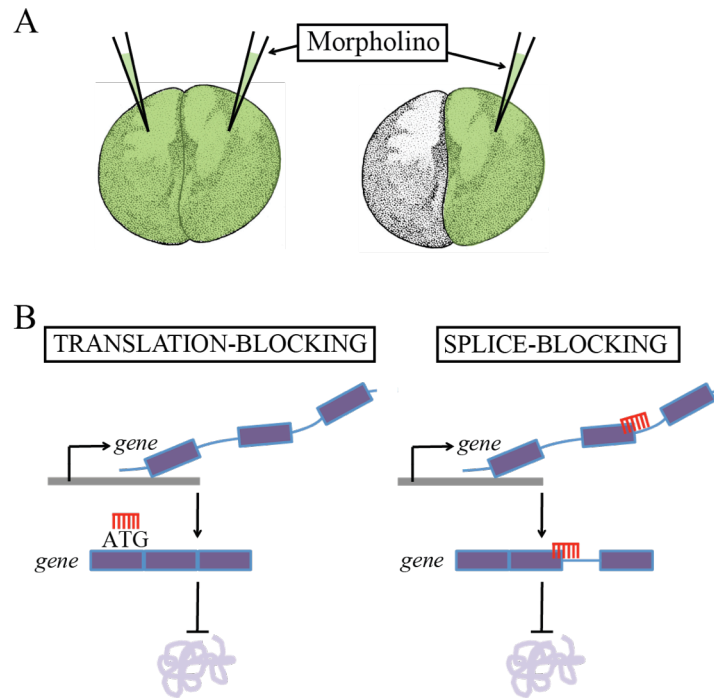 A
Morpholino
B
TRANSLATION-BLOCKING
SPLICE-BLOCKING
gene
gene
ATG
gene
gene